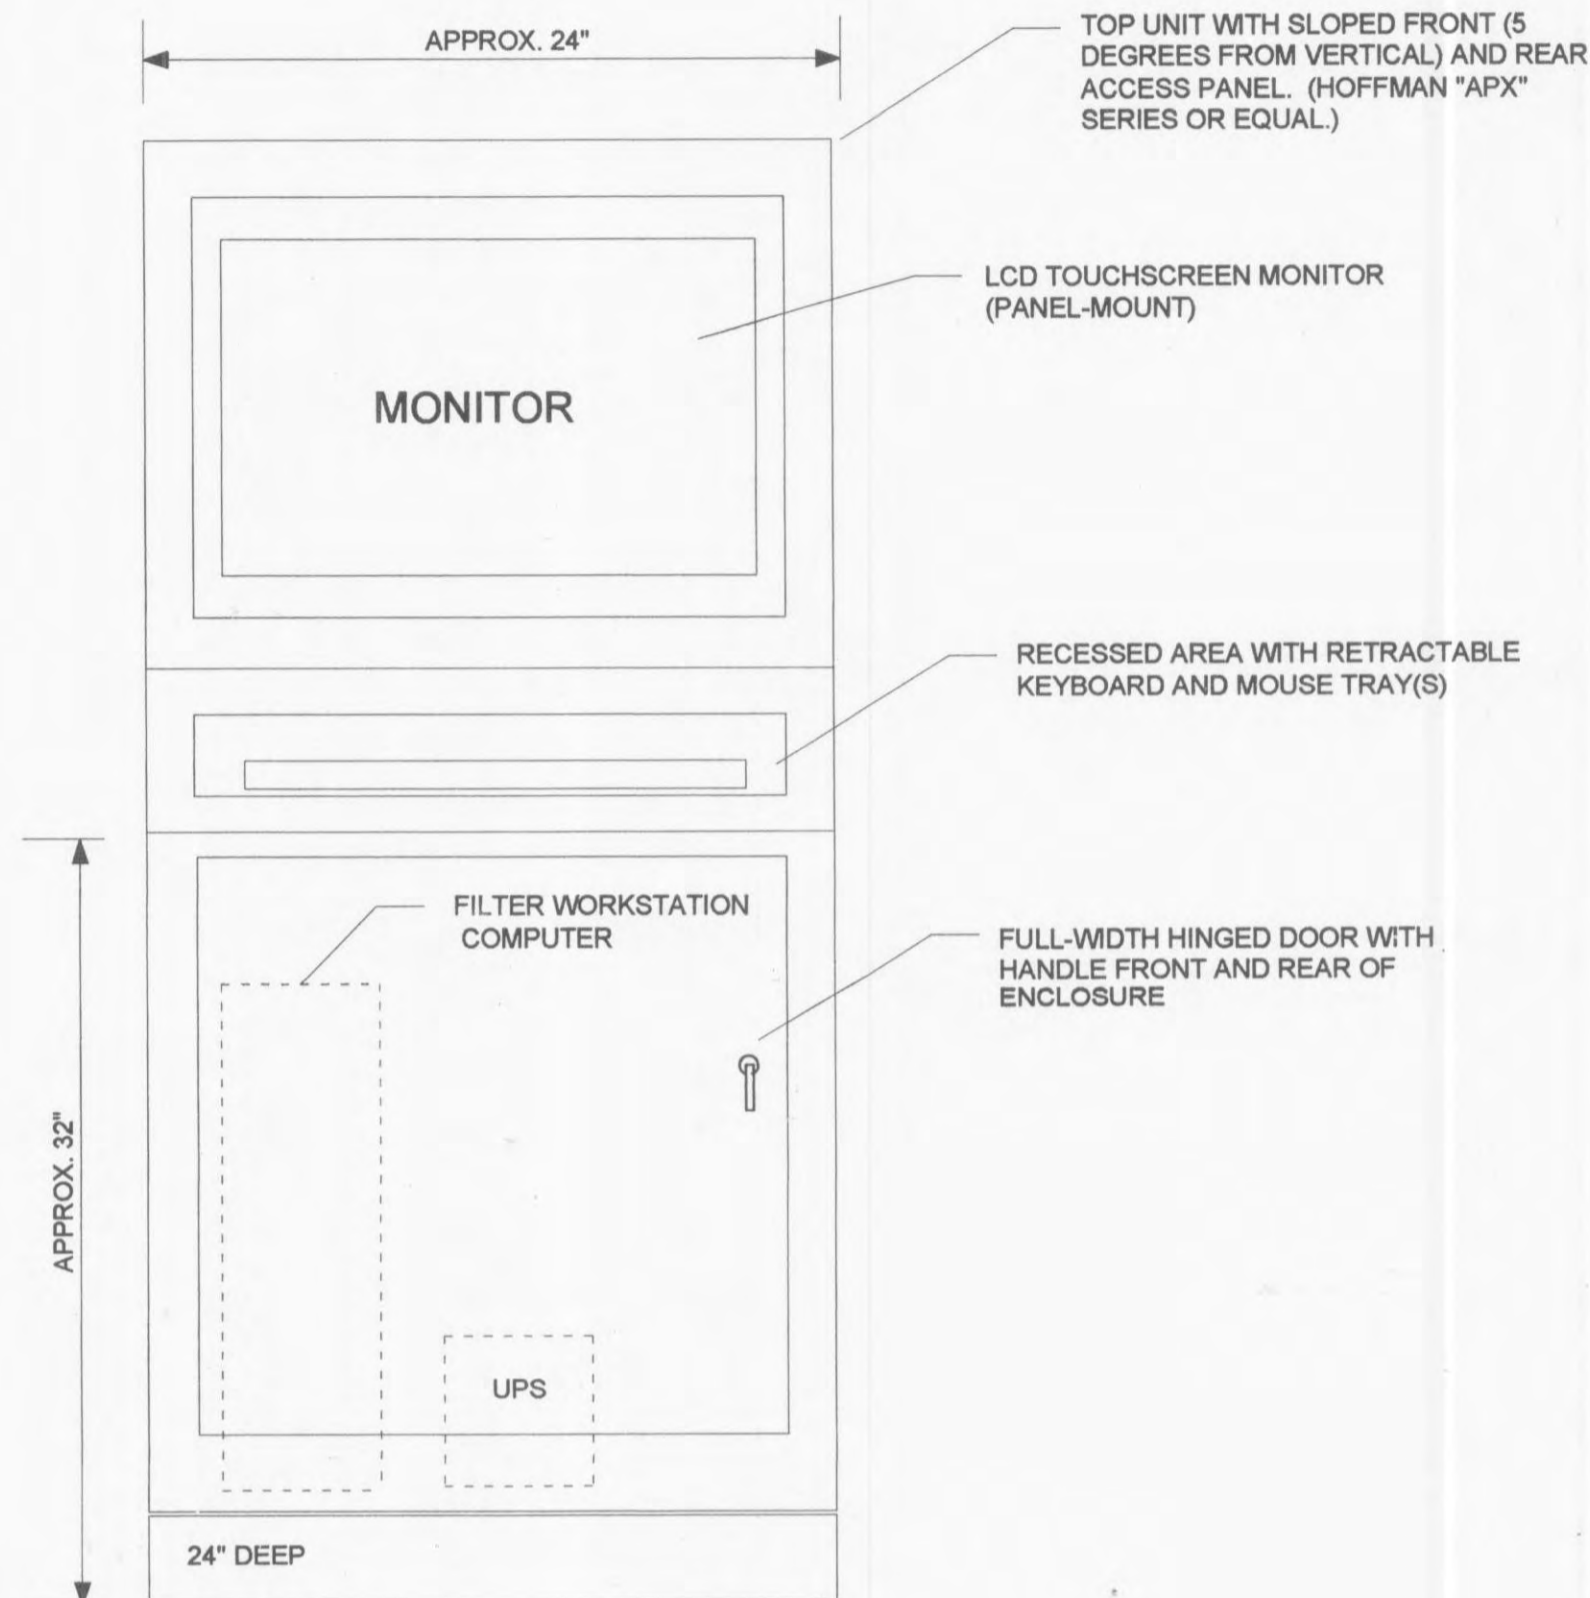 APPROX. 24"
TOP UNIT WITH SLOPED FRONT (5
DEGREES FROM VERTICAL) AND REAR
ACCESS PANEL. (HOFFMAN "APX"
SERIES OR EQUAL.)
LCD TOUCHSCREEN MONITOR
(PANEL-MOUNT)
MONITOR
RECESSED AREA WITH RETRACTABLE
KEYBOARD AND MOUSE TRAY(S)
FILTER WORKSTATION
COMPUTER
FULL-WIDTH HINGED DOOR WITH
HANDLE FRONT AND REAR OF
ENCLOSURE
APPROX. 32"
UPS
24" DEEP